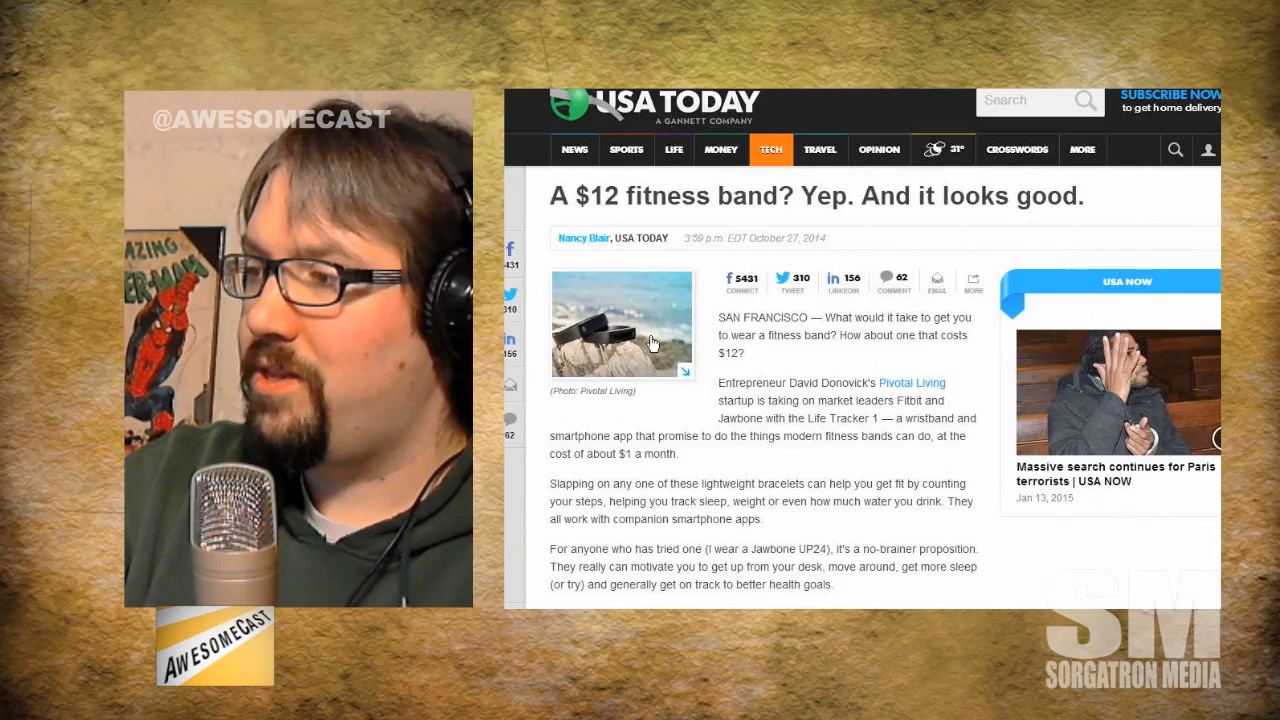 @AWESOMECAST
AZING
ER-MAN
AWESOMECAST
USA TODAY
A GANNETT COMPANY
Search
SUBSCRIBE NOW
to get home delivery
NEWS SPORTS LIFE MONEY TECH TRAVEL OPINION 31° CROSSWORDS MORE
A $12 fitness band? Yep. And it looks good.
Nancy Blair, USA TODAY 3:59 p.m. EDT October 27, 2014
431
310
156
62
5431 310 156 62
CONNECT TWEET LINKEDIN COMMENT EMAIL MORE
(Photo: Pivotal Living)
SAN FRANCISCO — What would it take to get you
to wear a fitness band? How about one that costs
$12?
Entrepreneur David Donovick's Pivotal Living
startup is taking on market leaders Fitbit and
Jawbone with the Life Tracker 1 — a wristband and
smartphone app that promise to do the things modern fitness bands can do, at the
cost of about $1 a month.
Slapping on any one of these lightweight bracelets can help you get fit by counting
your steps, helping you track sleep, weight or even how much water you drink. They
all work with companion smartphone apps.
For anyone who has tried one (I wear a Jawbone UP24), it's a no-brainer proposition.
They really can motivate you to get up from your desk, move around, get more sleep
(or try) and generally get on track to better health goals.
USA NOW
Massive search continues for Paris
terrorists | USA NOW
Jan 13, 2015
SM
SORGATRON MEDIA